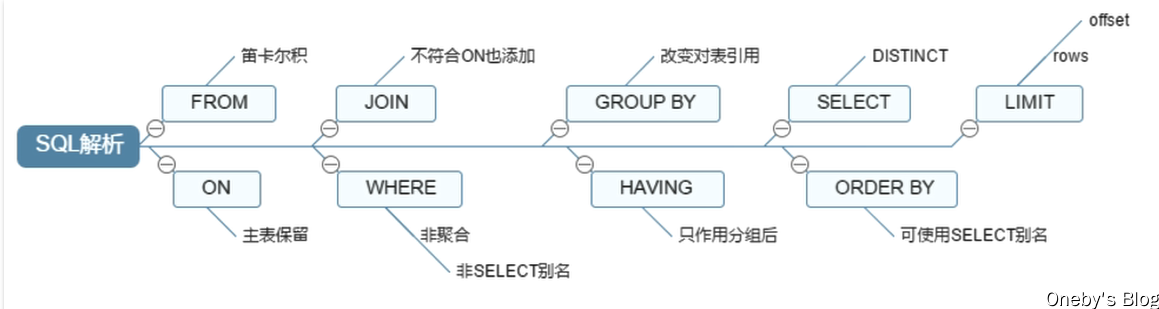 SQL解析
FROM
笛卡尔积
ON
主表保留
JOIN
不符合ON也添加
WHERE
非聚合
非SELECT别名
GROUP BY
改变对表引用
HAVING
只作用分组后
SELECT
DISTINCT
ORDER BY
可使用SELECT别名
LIMIT
offset
rows
Oneby's Blog